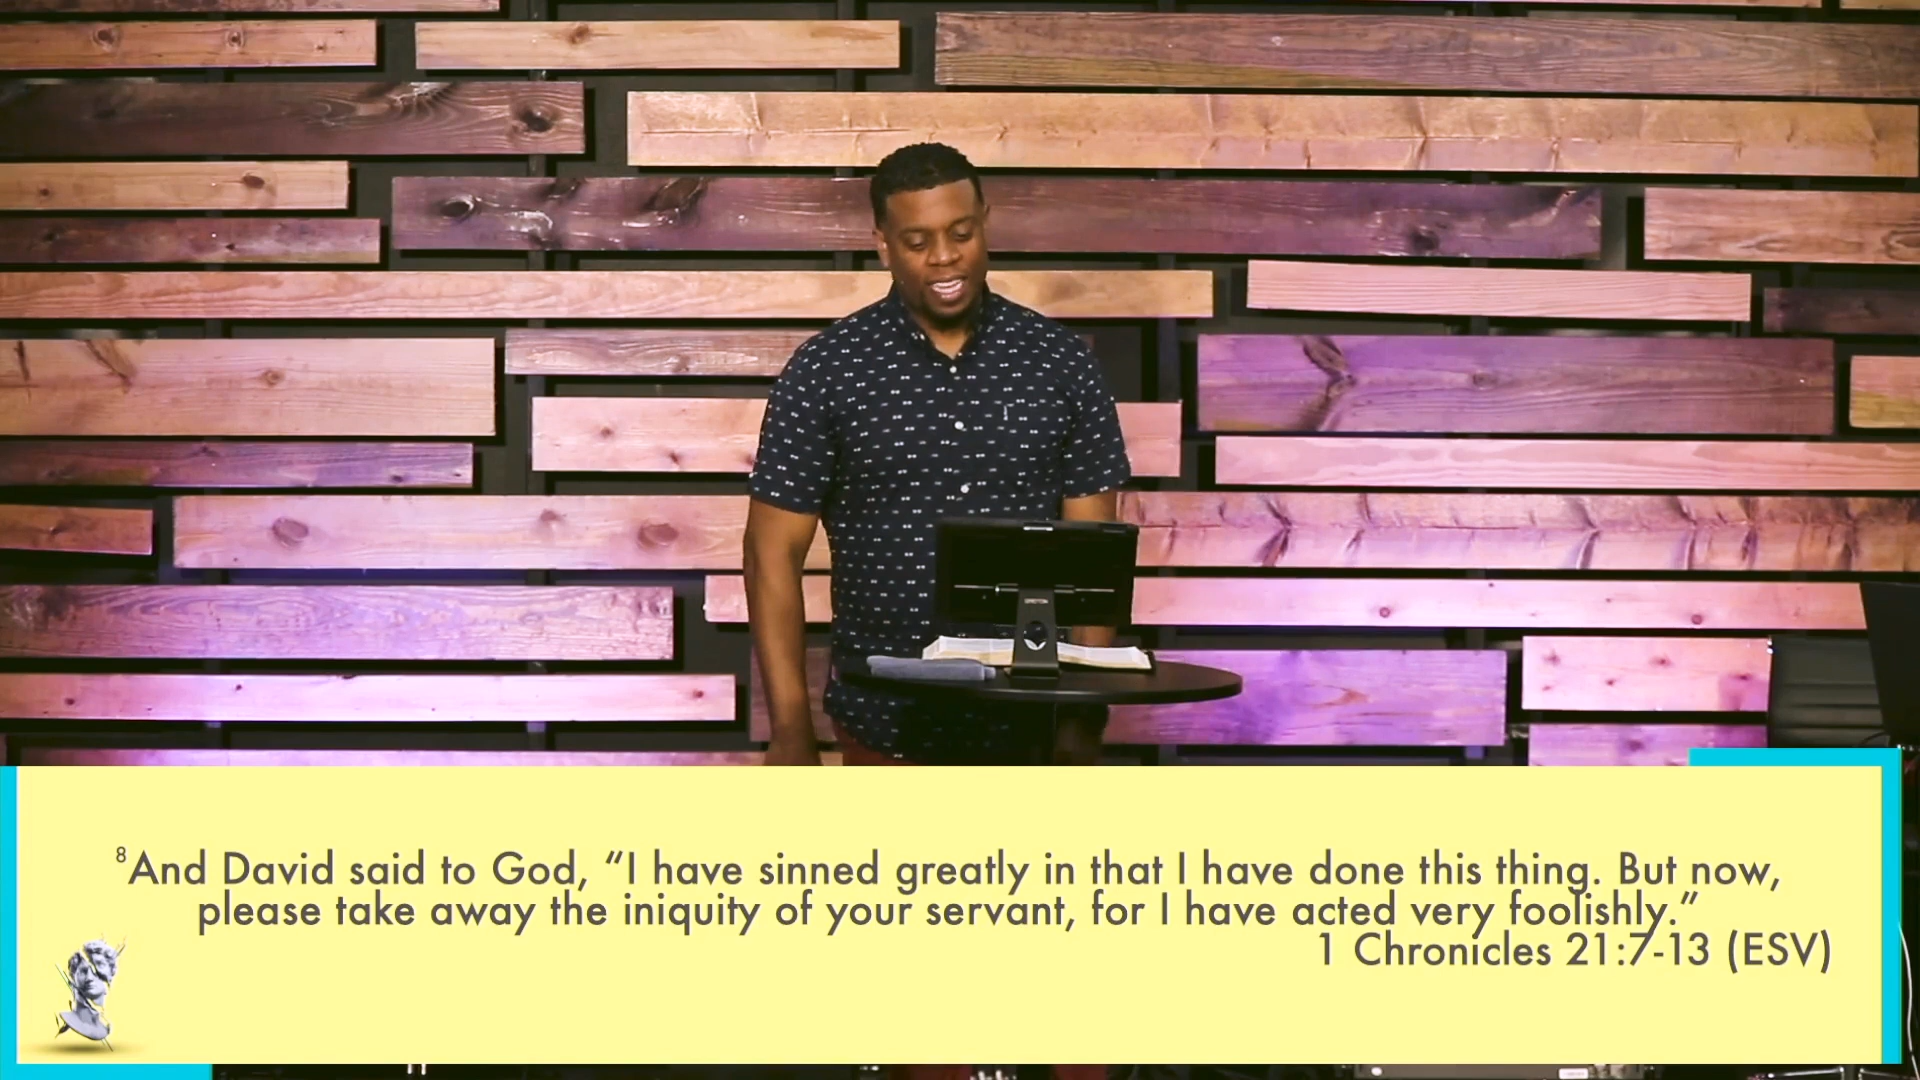 ⁸And David said to God, “I have sinned greatly in that I have done this thing. But now,
please take away the iniquity of your servant, for I have acted very foolishly.”
1 Chronicles 21:7-13 (ESV)